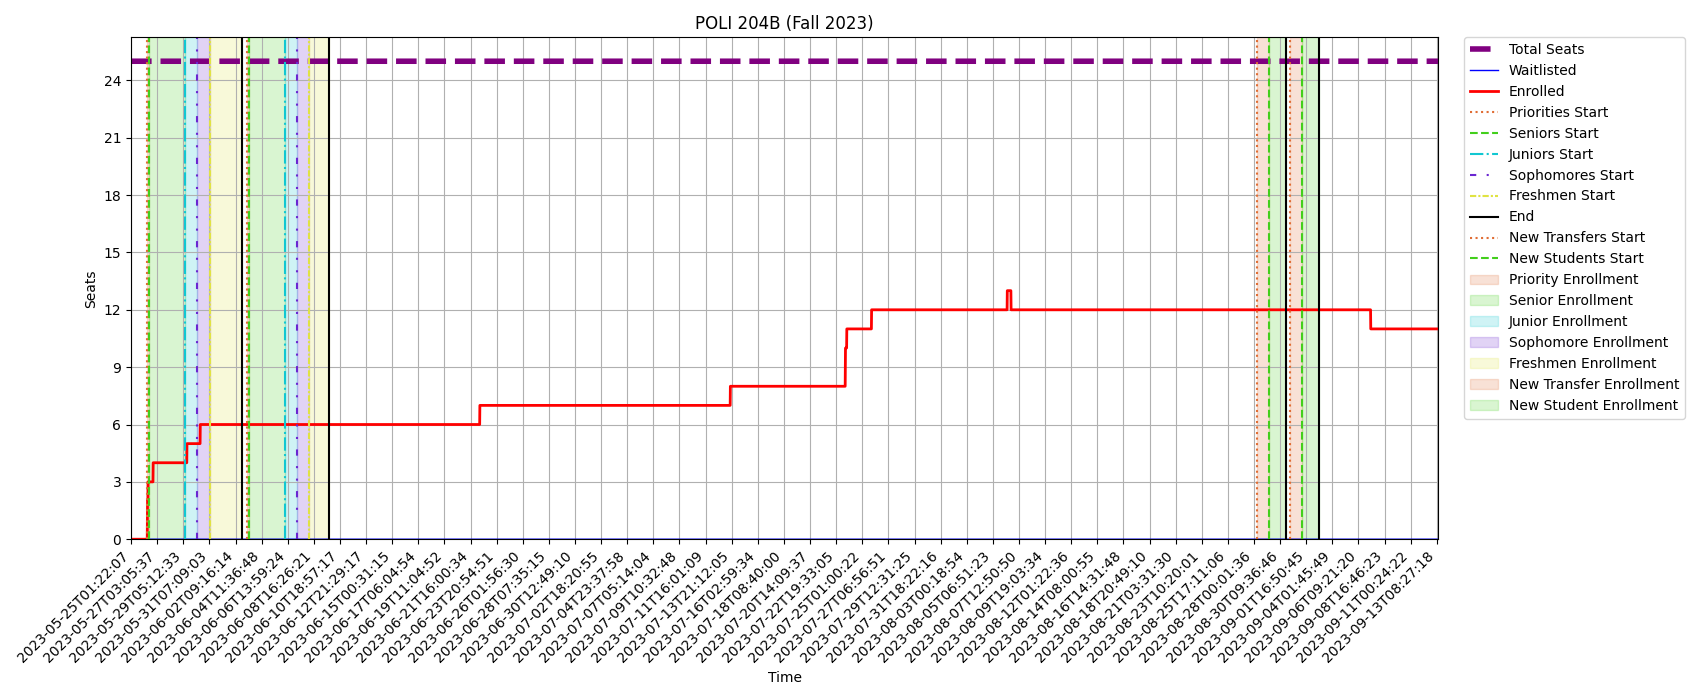 POLI 204B (Fall 2023)
Seats
24
21
18
15
12
9
6
3
0
2023-05-25T01:22:07
2023-05-27T03:05:37
2023-05-29T05:12:33
2023-05-31T07:09:03
2023-06-02T09:16:14
2023-06-04T11:36:48
2023-06-06T13:59:24
2023-06-08T16:26:21
2023-06-10T18:57:17
2023-06-12T21:29:17
2023-06-15T00:31:15
2023-06-17T06:04:54
2023-06-19T11:04:52
2023-06-21T16:00:34
2023-06-23T20:54:51
2023-06-26T01:56:30
2023-06-28T07:35:15
2023-06-30T12:49:10
2023-07-02T18:20:55
2023-07-04T23:37:58
2023-07-07T05:14:04
2023-07-09T10:32:48
2023-07-11T16:01:09
2023-07-13T21:12:05
2023-07-16T02:59:34
2023-07-18T08:40:00
2023-07-20T14:09:37
2023-07-22T19:33:05
2023-07-25T01:00:22
2023-07-27T06:56:51
2023-07-29T12:31:25
2023-07-31T18:22:16
2023-08-03T00:18:54
2023-08-05T06:51:23
2023-08-07T12:50:50
2023-08-09T19:03:34
2023-08-12T01:22:36
2023-08-14T08:00:55
2023-08-16T14:31:48
2023-08-18T20:49:10
2023-08-21T03:31:30
2023-08-23T10:20:01
2023-08-25T17:11:06
2023-08-28T00:01:36
2023-08-30T09:36:46
2023-09-01T16:50:45
2023-09-04T01:45:49
2023-09-06T09:21:20
2023-09-08T16:46:23
2023-09-11T00:24:22
2023-09-13T08:27:18
Time
Total Seats
Waitlisted
Enrolled
Priorities Start
Seniors Start
Juniors Start
Sophomores Start
Freshmen Start
End
New Transfers Start
New Students Start
Priority Enrollment
Senior Enrollment
Junior Enrollment
Sophomore Enrollment
Freshmen Enrollment
New Transfer Enrollment
New Student Enrollment